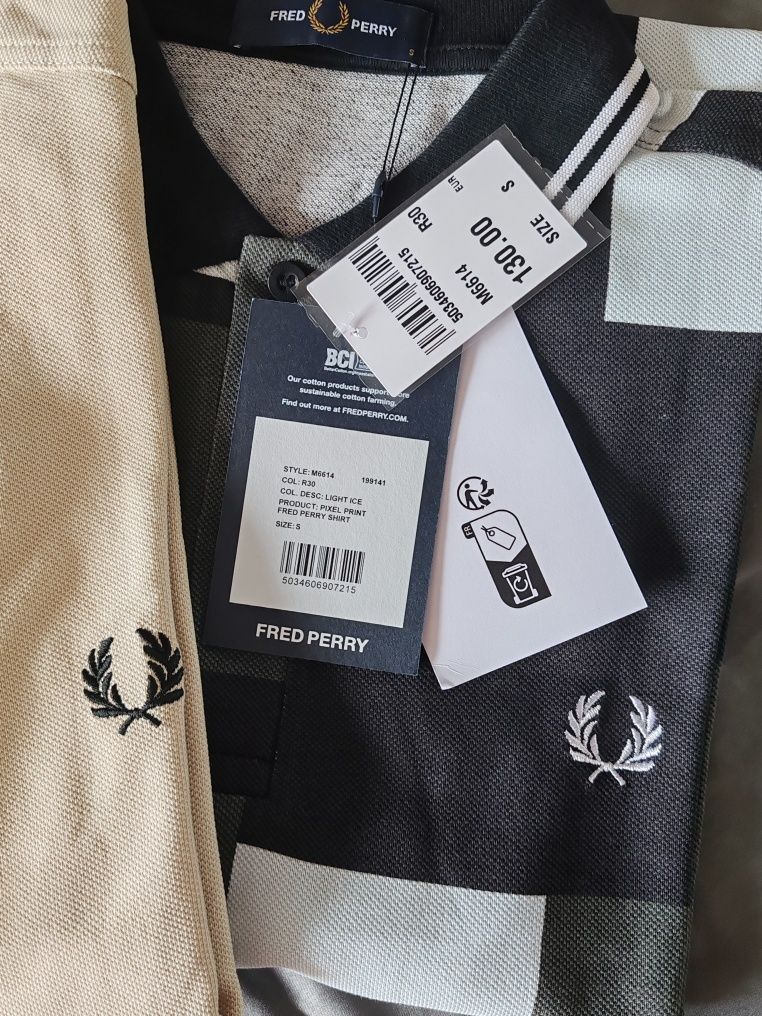 FRED PERRY
S
SIZE S
130.00 EUR
M6614 R30
5034606907215
BCI
Our cotton products support more
sustainable cotton farming.
Find out more at FREDPERRY.COM.
STYLE: M6614 199141
COL: R30
COL. DESC: LIGHT ICE
PRODUCT: PIXEL PRINT
FRED PERRY SHIRT
SIZE: S
5034606907215
FRED PERRY
FR